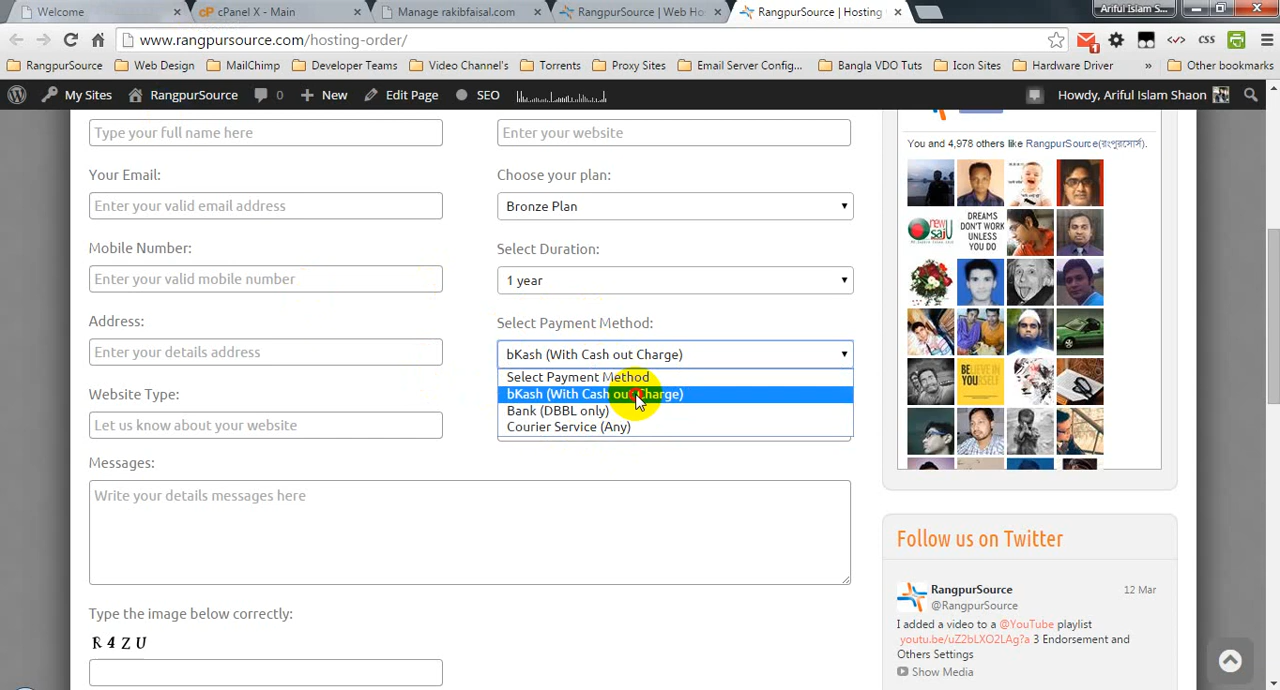 Welcome
cPanel X - Main
Manage rakibfaisal.com
RangpurSource | Web Ho
RangpurSource | Hosting
Ariful Islam S...
www.rangpursource.com/hosting-order/
1
CSS
RangpurSource
Web Design
MailChimp
Developer Teams
Video Channel's
Torrents
Proxy Sites
Email Server Config...
Bangla VDO Tuts
Icon Sites
Hardware Driver
»
Other bookmarks
My Sites
RangpurSource
0
New
Edit Page
SEO
Howdy, Ariful Islam Shaon
Type your full name here
Enter your website
Your Email:
Choose your plan:
Enter your valid email address
Bronze Plan
Mobile Number:
Select Duration:
Enter your valid mobile number
1 year
Address:
Select Payment Method:
Enter your details address
bKash (With Cash out Charge)
Select Payment Method
bKash (With Cash out Charge)
Bank (DBBL only)
Courier Service (Any)
Website Type:
Let us know about your website
Messages:
Write your details messages here
Type the image below correctly:
R 4 Z U
You and 4,978 others like RangpurSource(রংপুরসোর্স).
DREAMS
DON'T WORK
UNLESS
YOU DO
BELIEVE IN
YOURSELF
Follow us on Twitter
RangpurSource
12 Mar
@RangpurSource
I added a video to a @YouTube playlist
youtu.be/uZ2bLXO2LAg?a 3 Endorsement and
Others Settings
Show Media